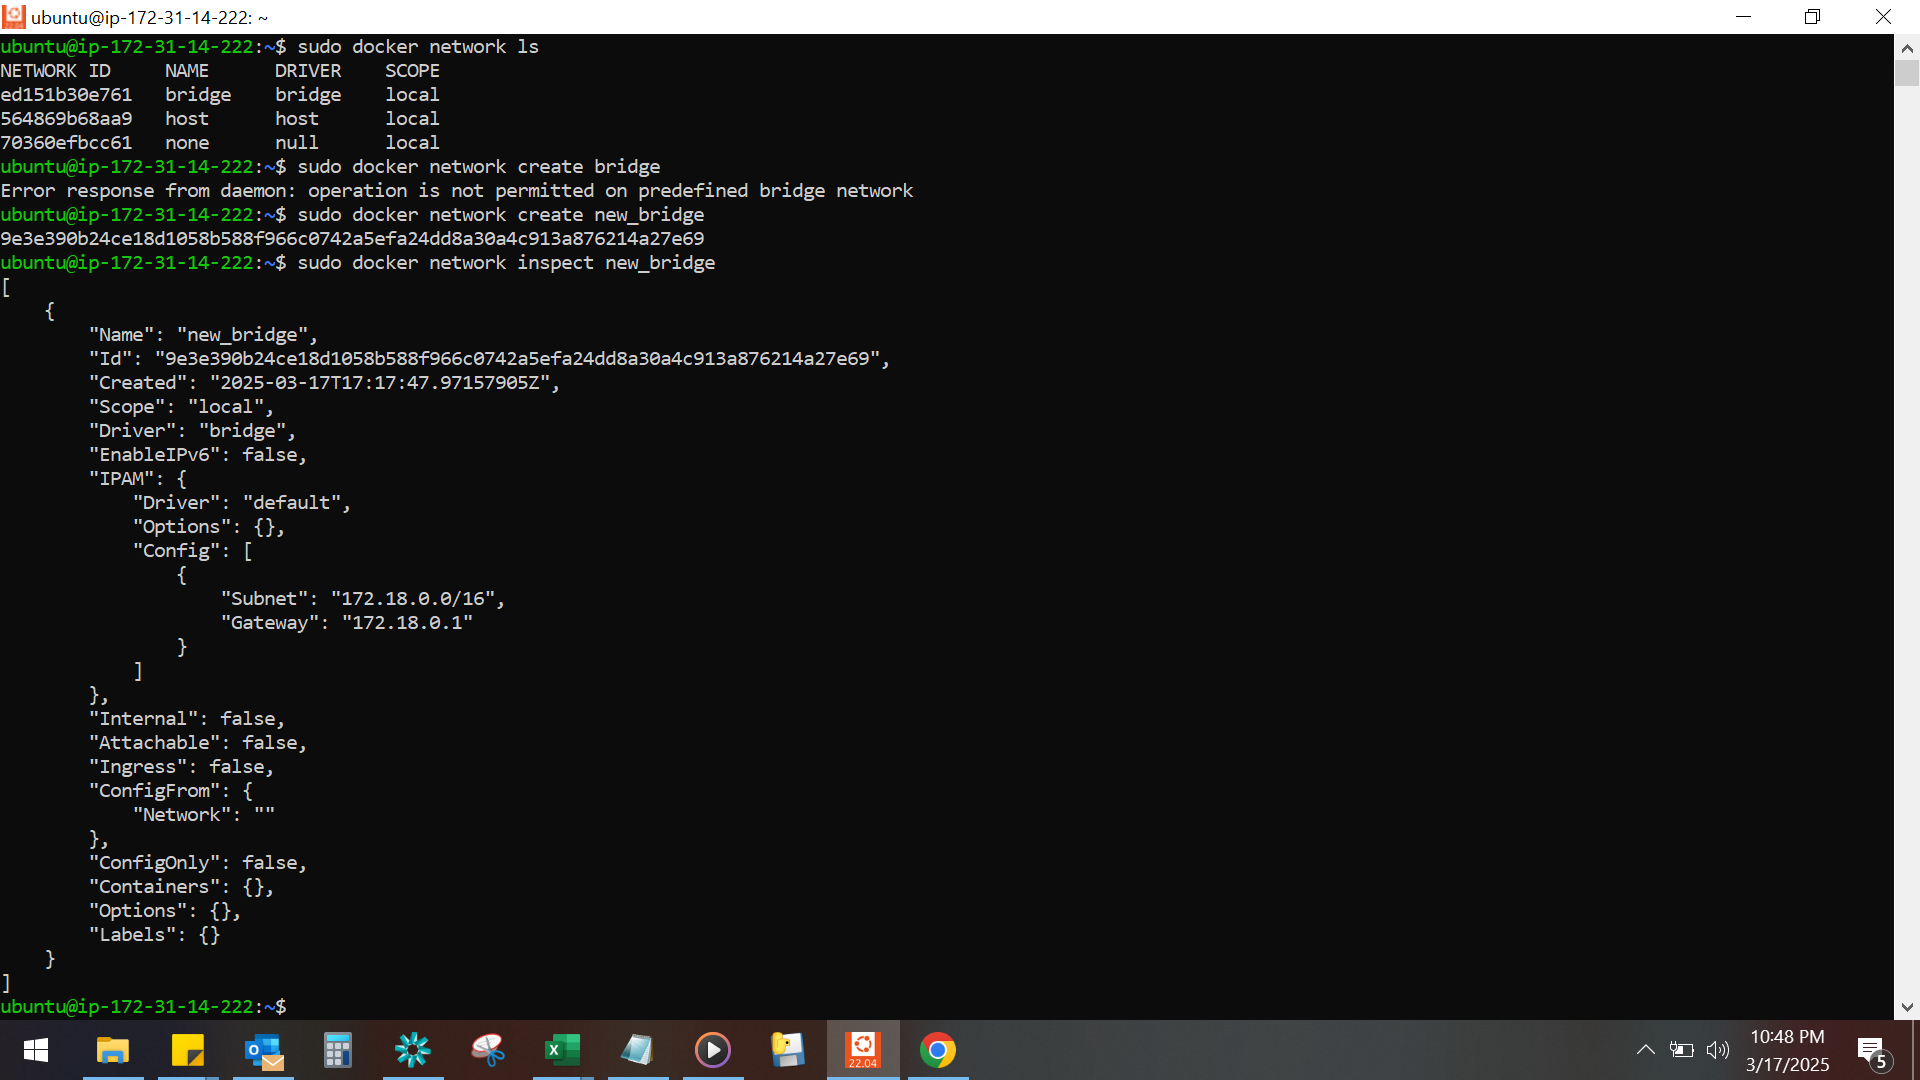 ubuntu@ip-172-31-14-222: ~
ubuntu@ip-172-31-14-222:~$ sudo docker network ls
NETWORK ID     NAME      DRIVER    SCOPE
ed151b30e761   bridge    bridge    local
564869b68aa9   host      host      local
70360efbcc61   none      null      local
ubuntu@ip-172-31-14-222:~$ sudo docker network create bridge
Error response from daemon: operation is not permitted on predefined bridge network
ubuntu@ip-172-31-14-222:~$ sudo docker network create new_bridge
9e3e390b24ce18d1058b588f966c0742a5efa24dd8a30a4c913a876214a27e69
ubuntu@ip-172-31-14-222:~$ sudo docker network inspect new_bridge
[
    {
        "Name": "new_bridge",
        "Id": "9e3e390b24ce18d1058b588f966c0742a5efa24dd8a30a4c913a876214a27e69",
        "Created": "2025-03-17T17:17:47.97157905Z",
        "Scope": "local",
        "Driver": "bridge",
        "EnableIPv6": false,
        "IPAM": {
            "Driver": "default",
            "Options": {},
            "Config": [
                {
                    "Subnet": "172.18.0.0/16",
                    "Gateway": "172.18.0.1"
                }
            ]
        },
        "Internal": false,
        "Attachable": false,
        "Ingress": false,
        "ConfigFrom": {
            "Network": ""
        },
        "ConfigOnly": false,
        "Containers": {},
        "Options": {},
        "Labels": {}
    }
]
ubuntu@ip-172-31-14-222:~$
22.04
10:48 PM
3/17/2025
5